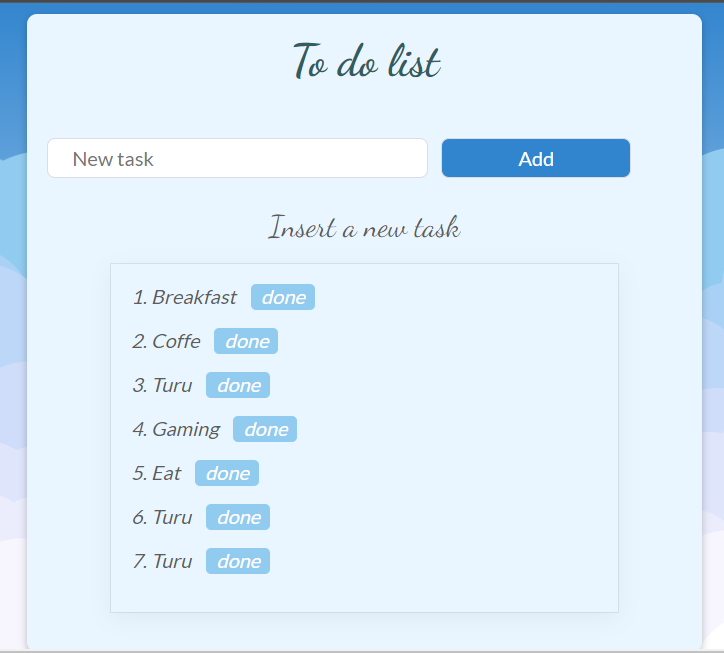 To do list
New task Add
Insert a new task
1. Breakfast done
2. Coffe done
3. Turu done
4. Gaming done
5. Eat done
6. Turu done
7. Turu done